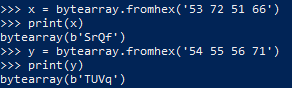 >>> x = bytearray.fromhex('53 72 51 66')
>>> print(x)
bytearray(b'SrQf')
>>> y = bytearray.fromhex('54 55 56 71')
>>> print(y)
bytearray(b'TUVq')